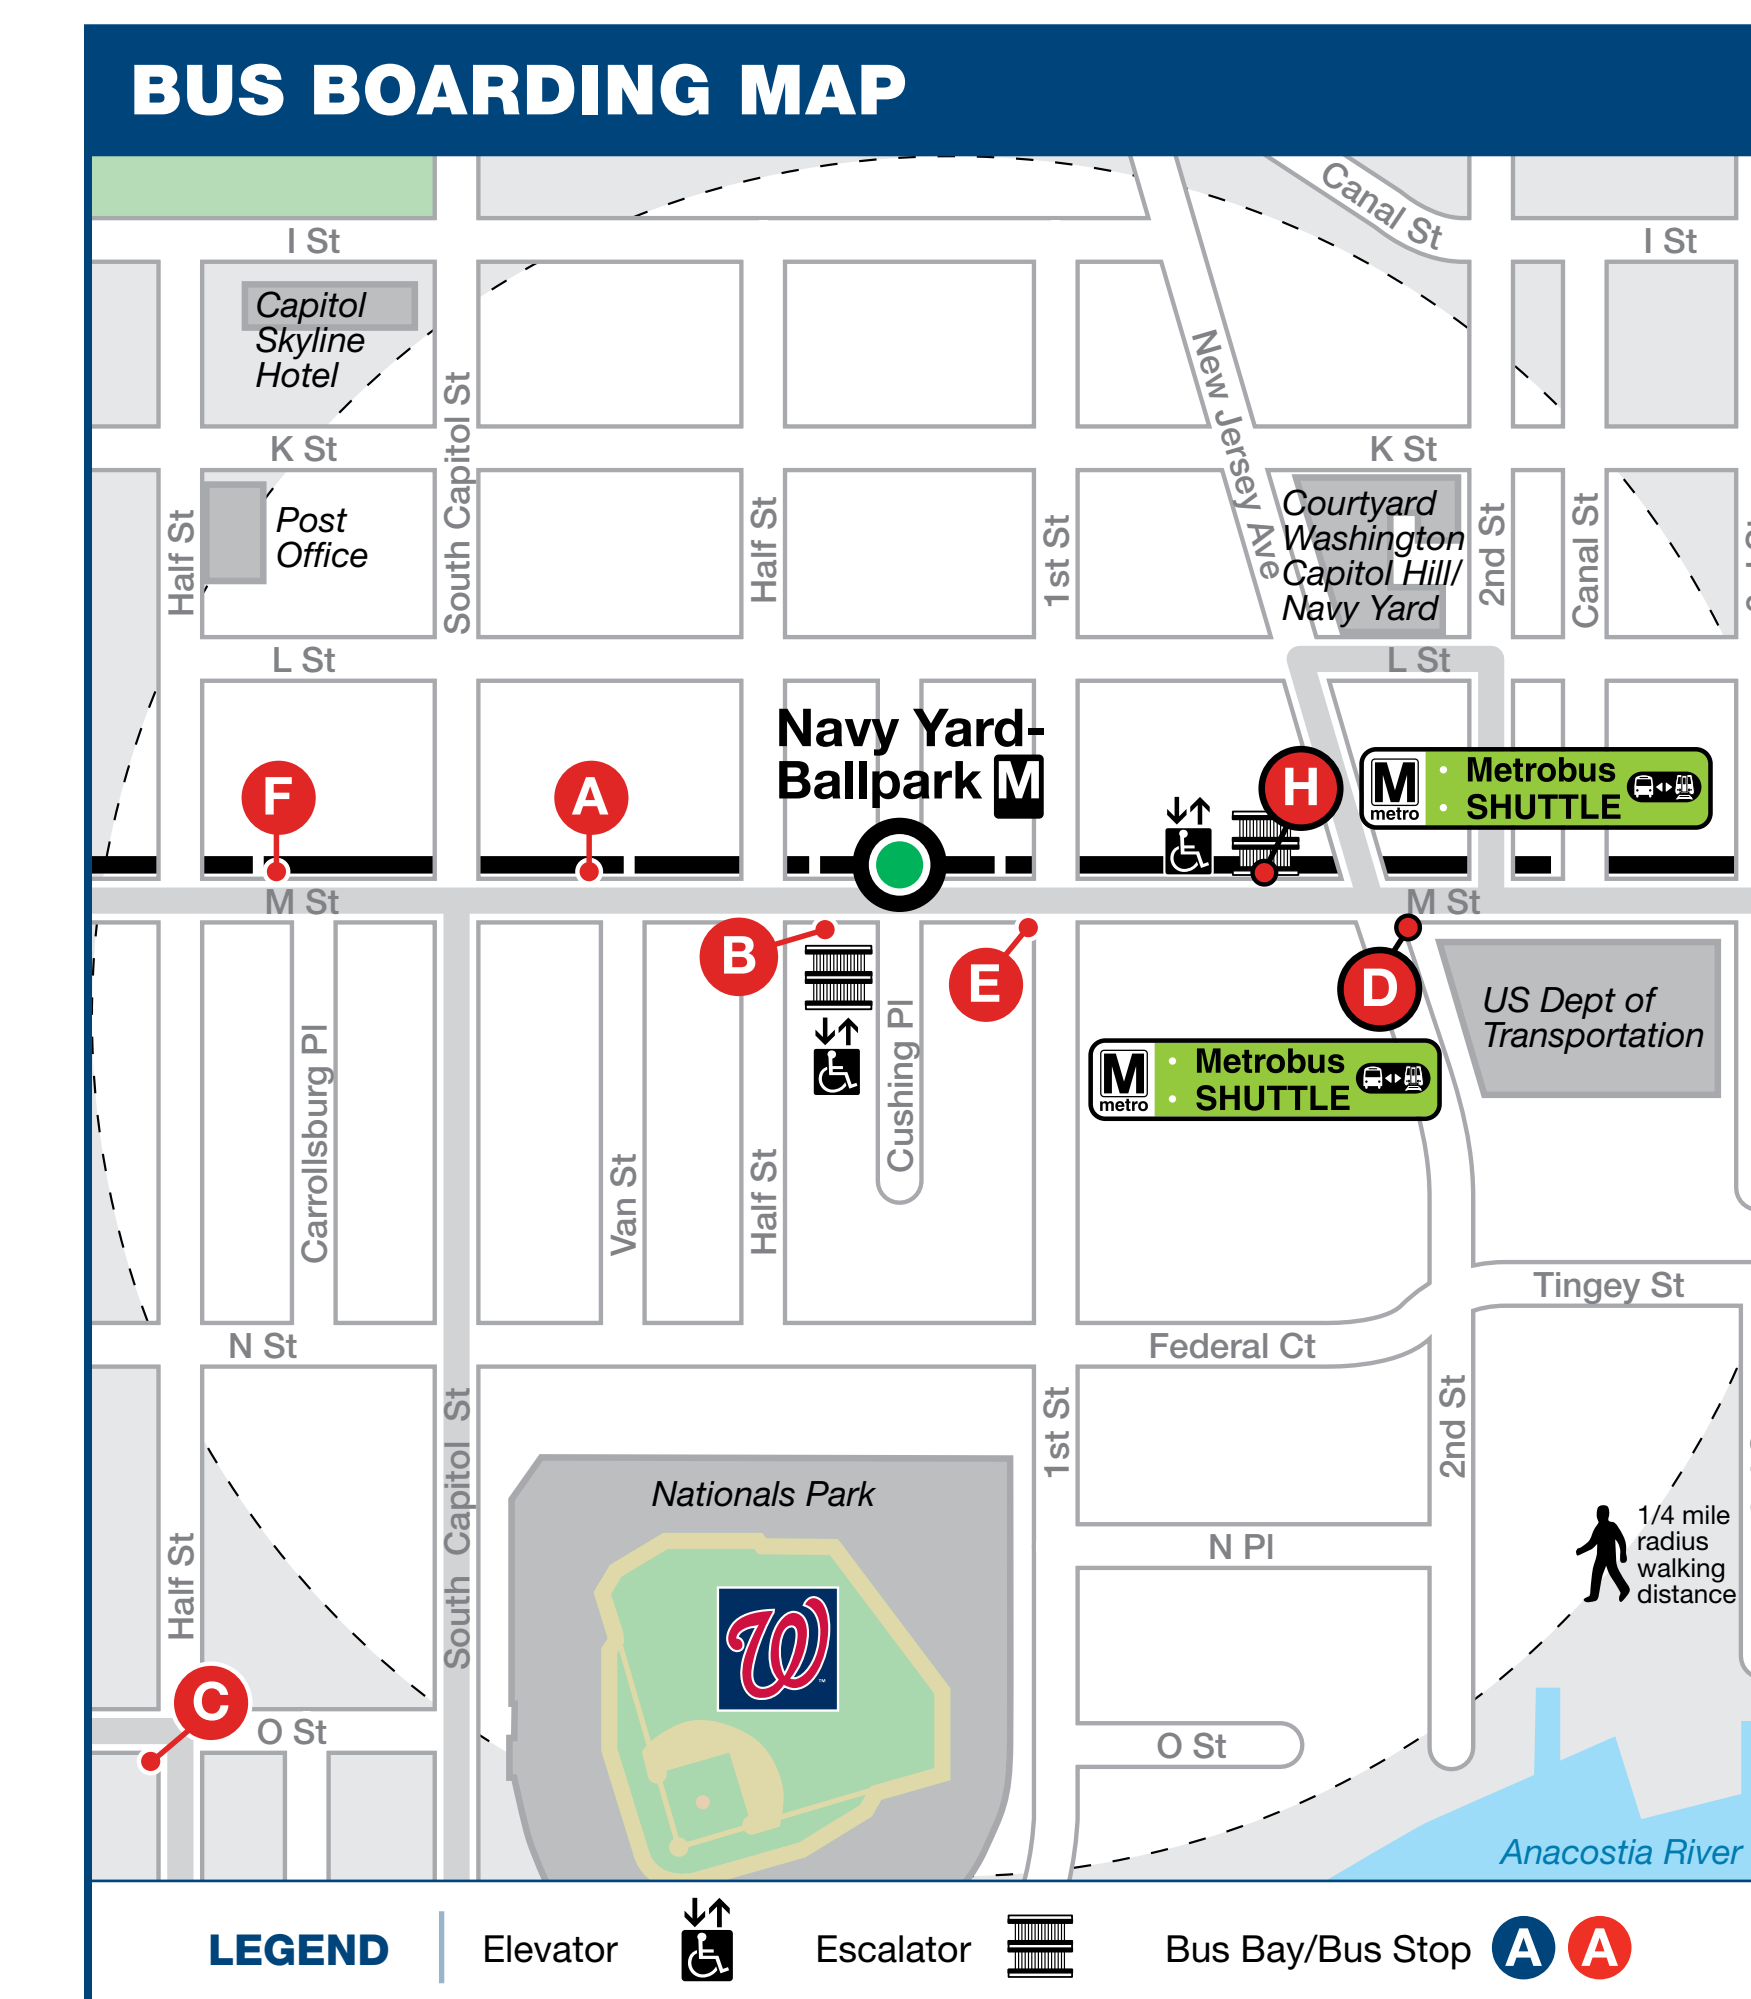 BUS BOARDING MAP
Canal St
I St
I St
Capitol
Skyline
Hotel
New Jersey Ave
South Capitol St
K St
K St
Post
Office
Half St
Half St
1st St
Courtyard
Washington
Capitol Hill/
Navy Yard
2nd St
Canal St
L St
L St
Navy Yard-
Ballpark M
F
A
H
M
metro
Metrobus
SHUTTLE
M St
M St
B
E
D
US Dept of
Transportation
M
metro
Metrobus
SHUTTLE
Carrollsburg Pl
Van St
Half St
Cushing Pl
Tingey St
N St
Federal Ct
South Capitol St
1st St
2nd St
Nationals Park
W
N Pl
1/4 mile
radius
walking
distance
Half St
C
O St
O St
Anacostia River
LEGEND
Elevator
Escalator
Bus Bay/Bus Stop A A